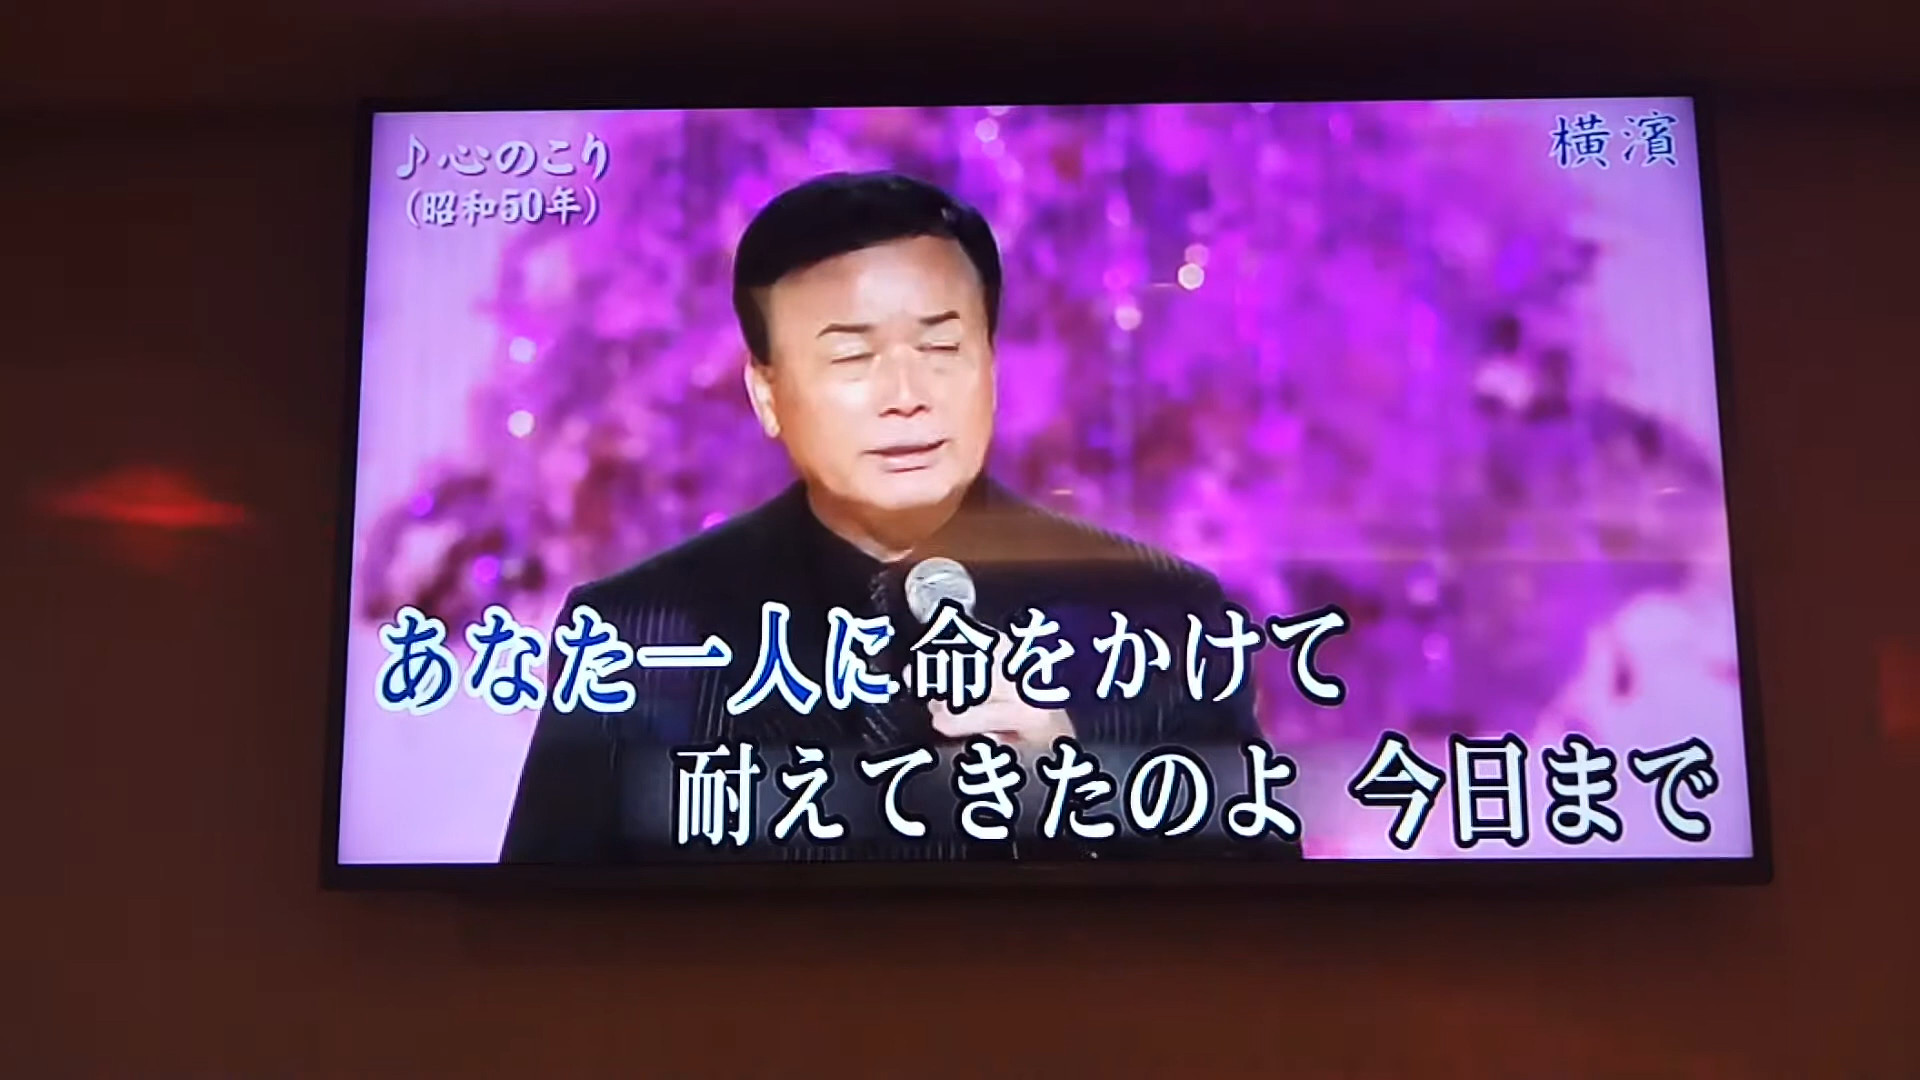 ♪心のこり
(昭和50年)
横濱
あなた一人に命をかけて
耐えてきたのよ 今日まで